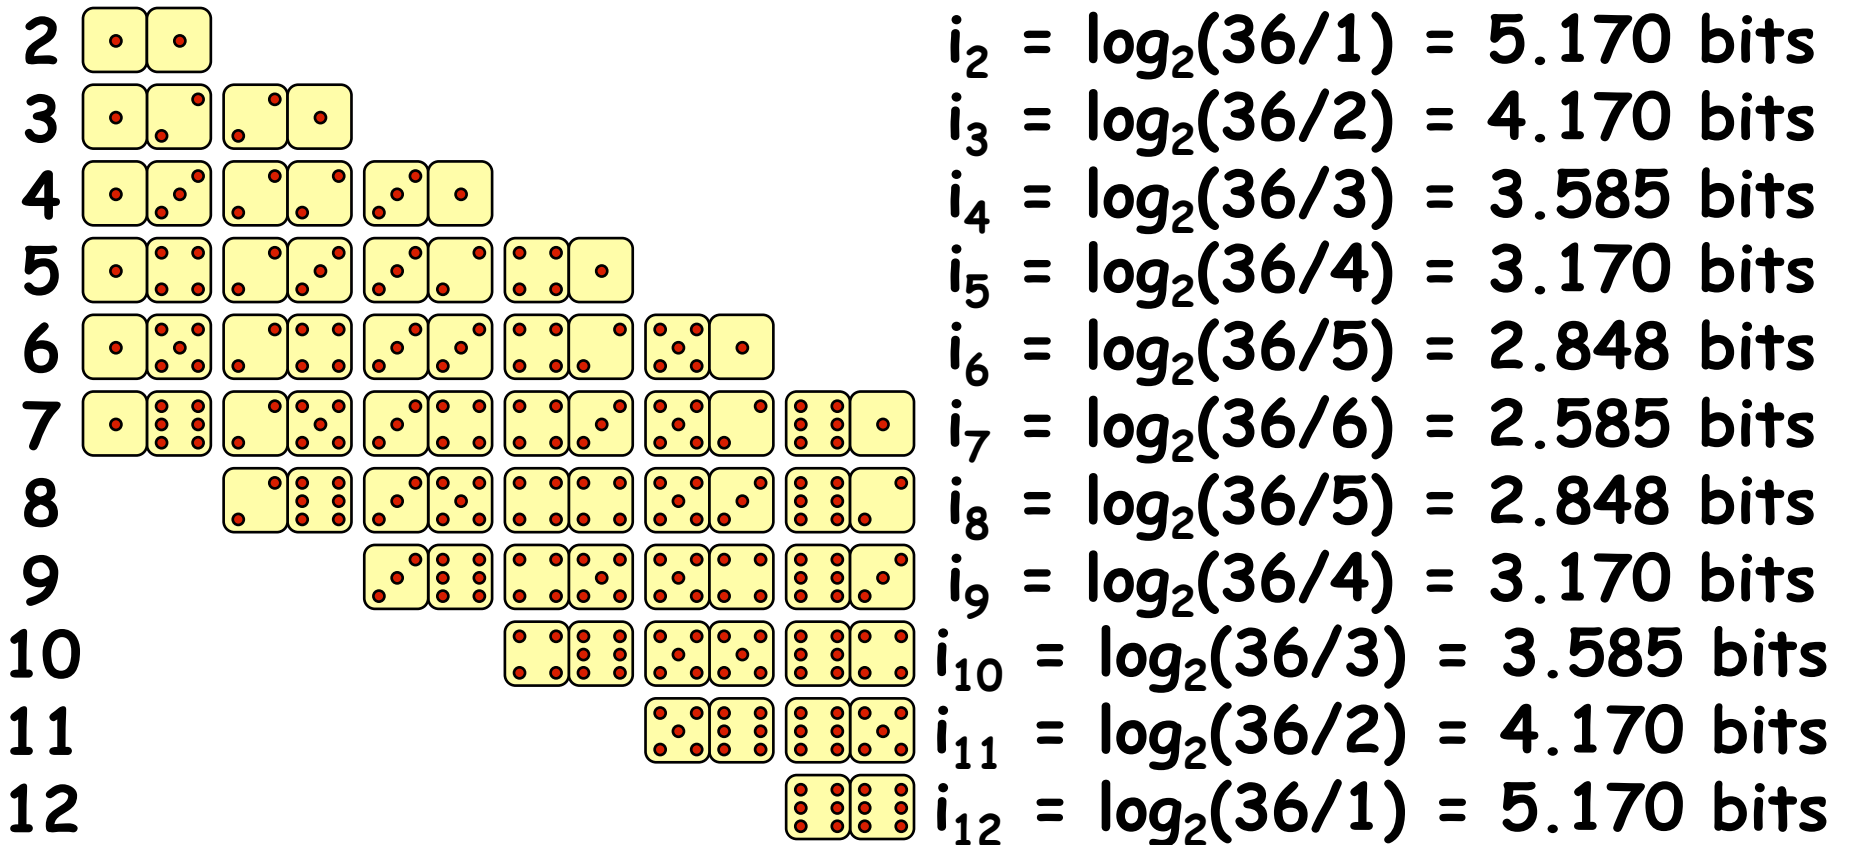 2 i₂ = log₂(36/1) = 5.170 bits
3 i₃ = log₂(36/2) = 4.170 bits
4 i₄ = log₂(36/3) = 3.585 bits
5 i₅ = log₂(36/4) = 3.170 bits
6 i₆ = log₂(36/5) = 2.848 bits
7 i₇ = log₂(36/6) = 2.585 bits
8 i₈ = log₂(36/5) = 2.848 bits
9 i₉ = log₂(36/4) = 3.170 bits
10 i₁₀ = log₂(36/3) = 3.585 bits
11 i₁₁ = log₂(36/2) = 4.170 bits
12 i₁₂ = log₂(36/1) = 5.170 bits